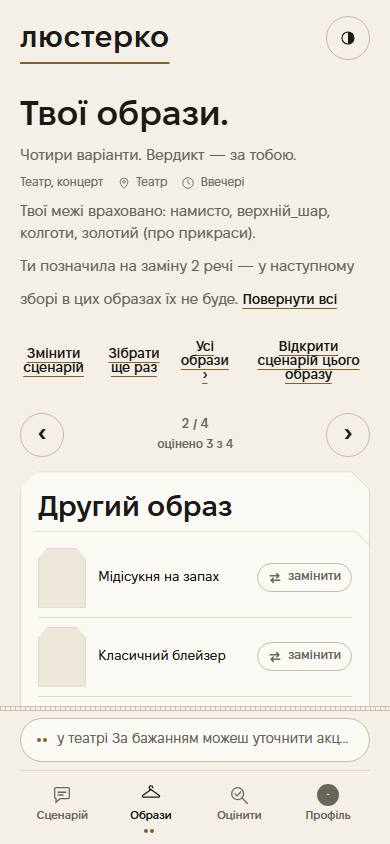 люстерко
Твої образи.
Чотири варіанти. Вердикт — за тобою.
Театр, концерт Театр Ввечері
Твої межі враховано: намисто, верхній_шар,
колготи, золотий (про прикраси).
Ти позначила на заміну 2 речі — у наступному
зборі в цих образах їх не буде. Повернути всі
Змінити
сценарій
Зібрати
ще раз
Усі
образи
›
Відкрити
сценарій цього
образу
‹
2 / 4
оцінено 3 з 4
›
Другий образ
Мідісукня на запах
замінити
Класичний блейзер
замінити
у театрі За бажанням можеш уточнити акц...
Сценарій
Образи
Оцінити
Профіль